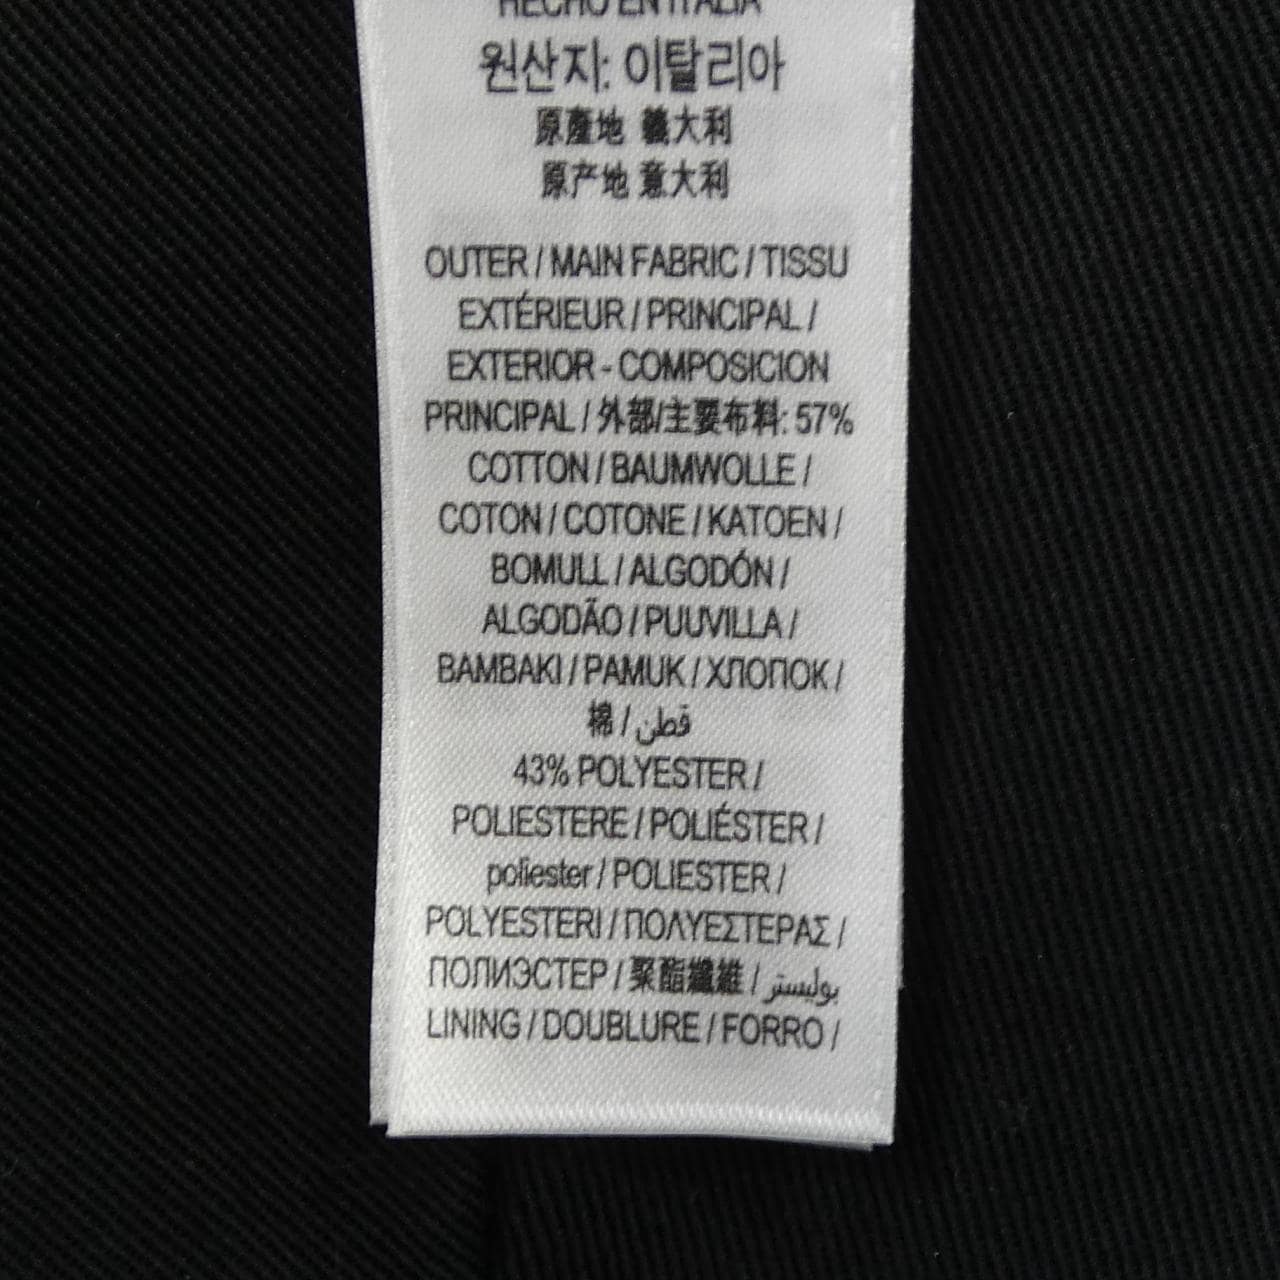 HECHO EN ITALIA
원산지: 이탈리아
原產地 義大利
原产地 意大利
OUTER / MAIN FABRIC / TISSU
EXTÉRIEUR / PRINCIPAL /
EXTERIOR - COMPOSICION
PRINCIPAL / 外部/主要布料: 57%
COTTON / BAUMWOLLE /
COTON / COTONE / KATOEN /
BOMULL / ALGODÓN /
ALGODÃO / PUUVILLA /
BAMBAKI / PAMUK / ХЛОПОК /
棉 / قطن
43% POLYESTER /
POLIESTERE / POLIÉSTER /
poliester / POLIESTER /
POLYESTERI / ΠΟΛΥΕΣΤΕΡΑΣ /
ПОЛИЭСТЕР / 聚酯纖維 / بوليستر
LINING / DOUBLURE / FORRO /